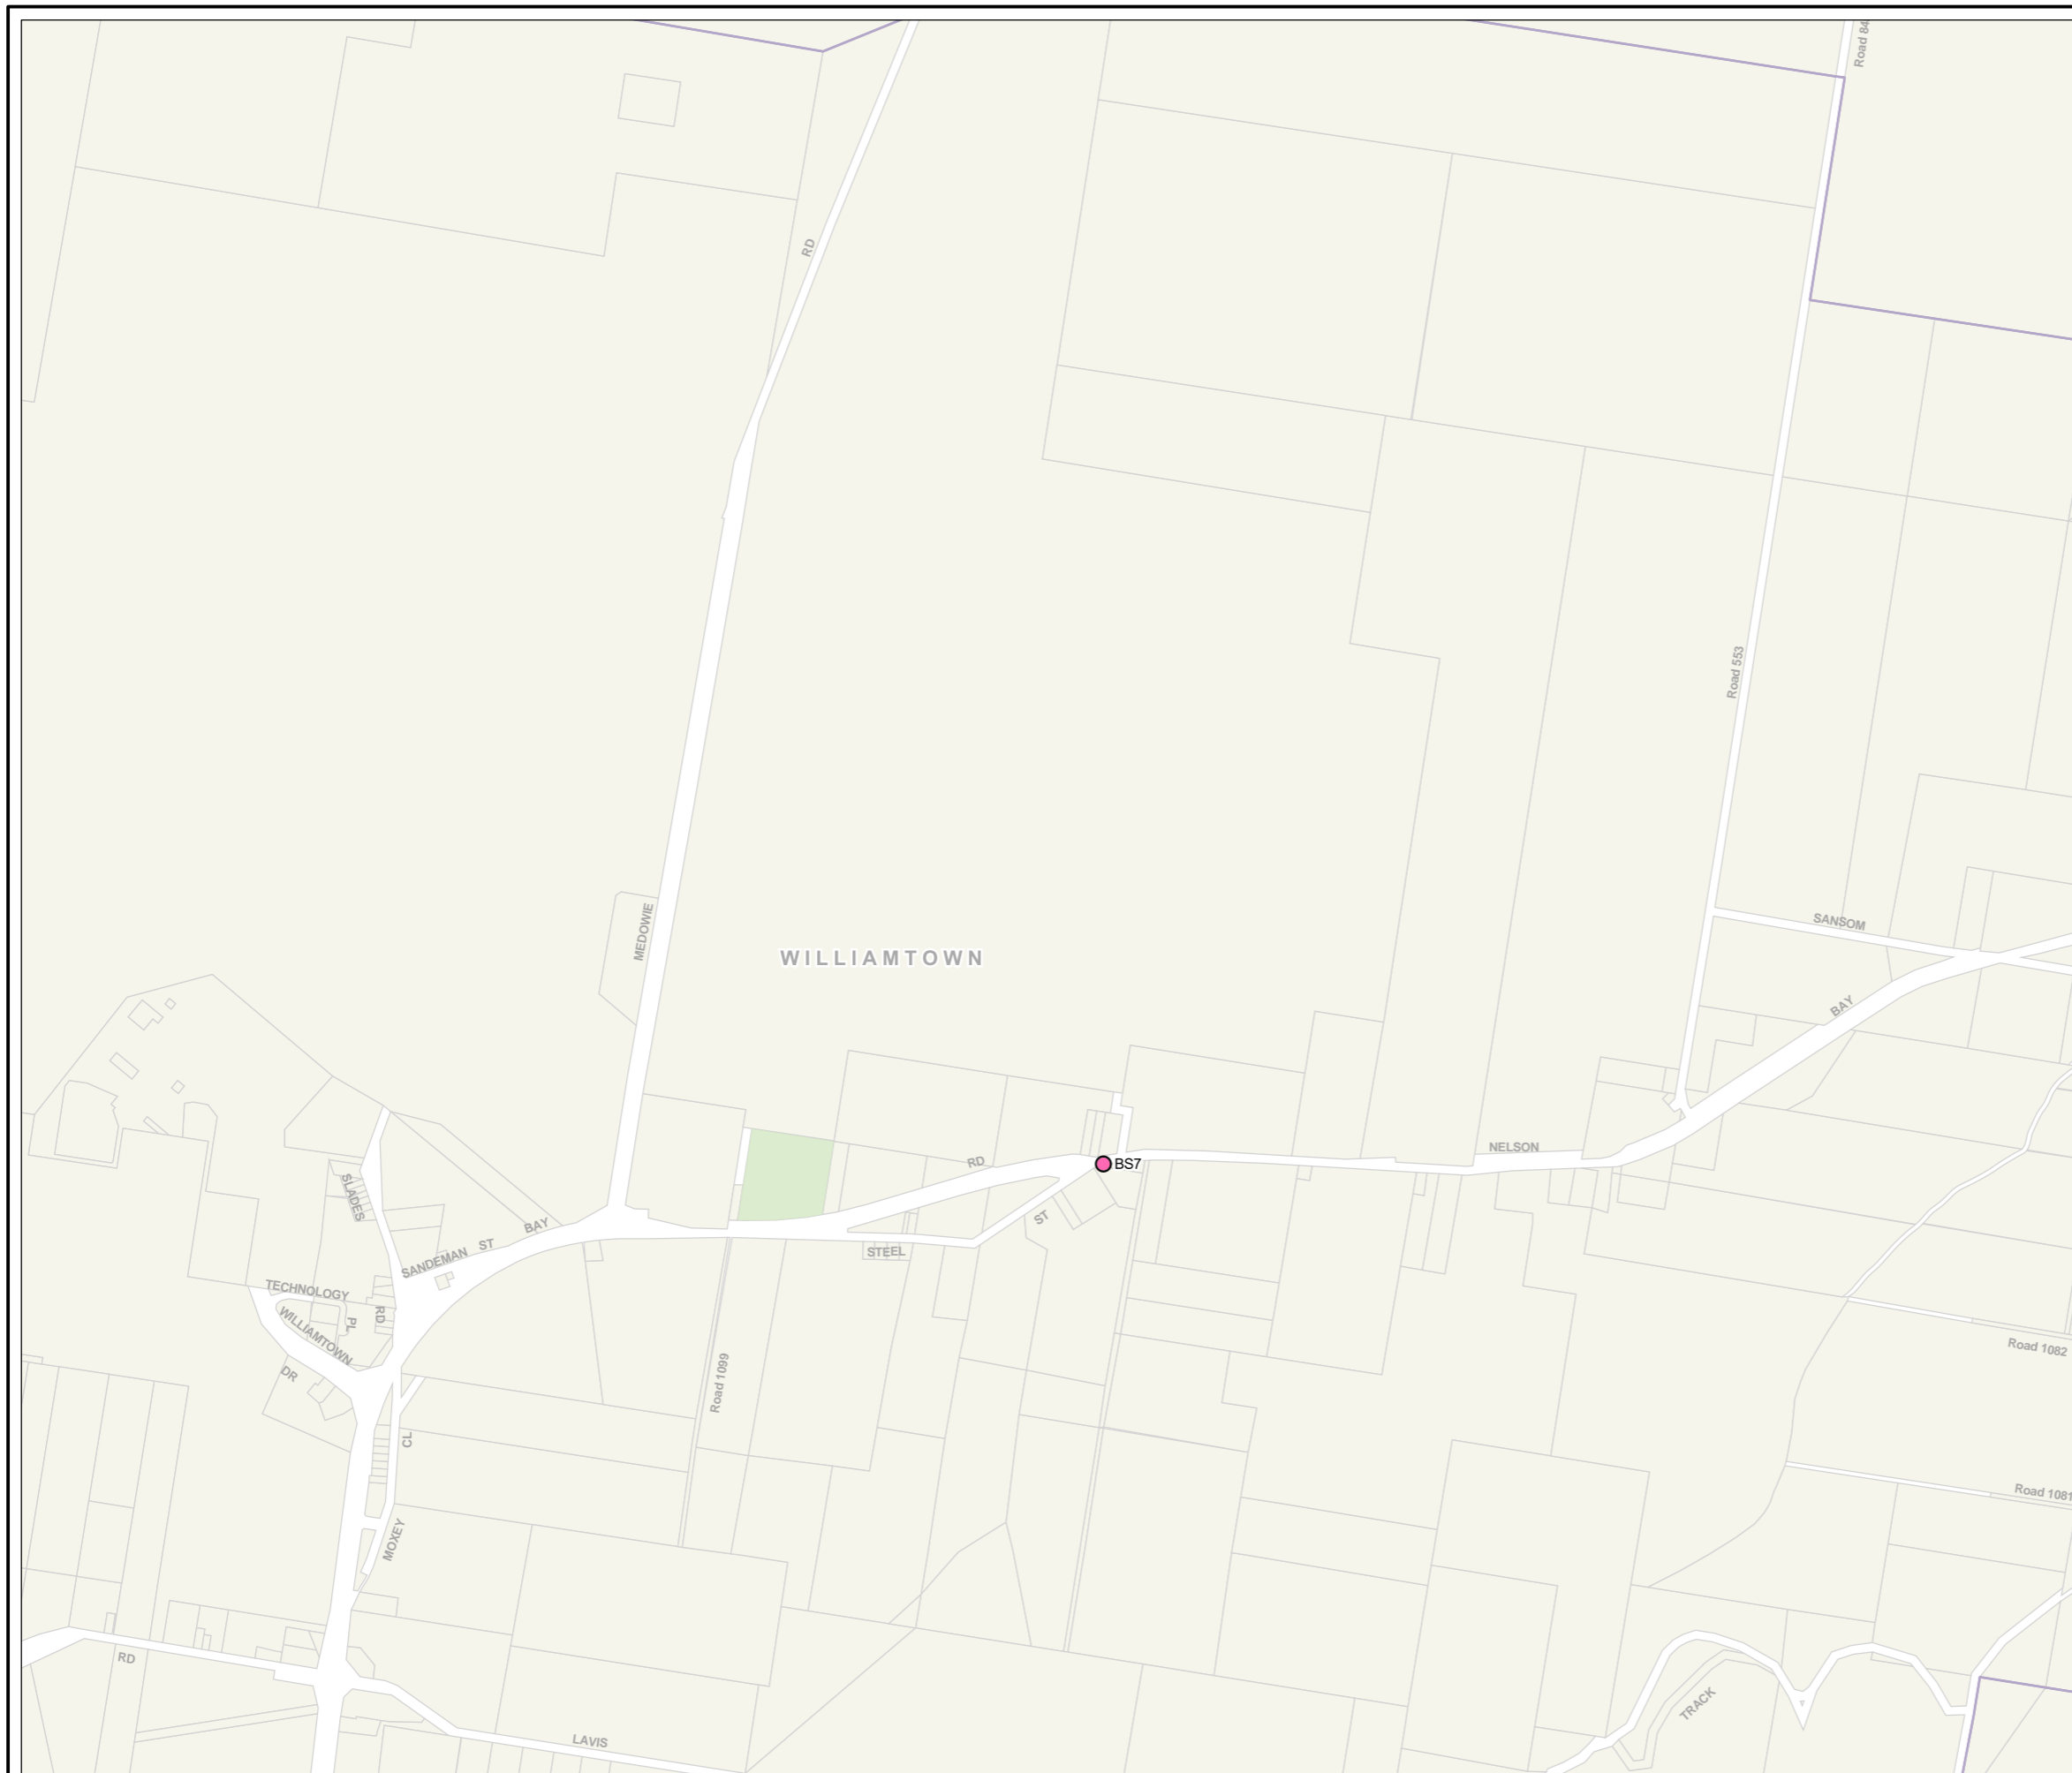 Road 84
RD
Road 553
MEDOWIE
SANSOM
WILLIAMTOWN
BAY
NELSON
RD
BS7
SLADES
ST
BAY
SANDEMAN
ST
STEEL
TECHNOLOGY
RD
PL
WILLIAMTOWN
DR
Road 1082
Road 1099
CL
Road 1081
MOXEY
RD
TRACK
LAVIS